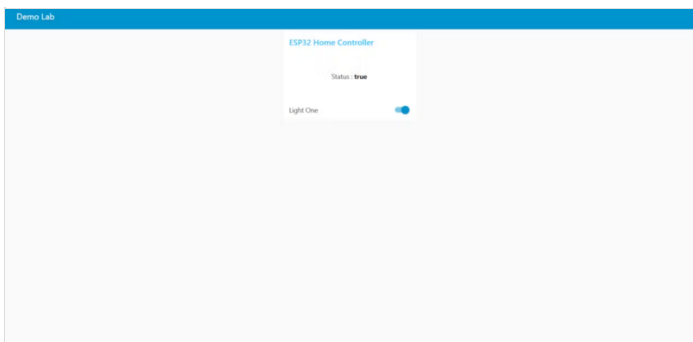 Demo Lab
ESP32 Home Controller
Status : true
Light One